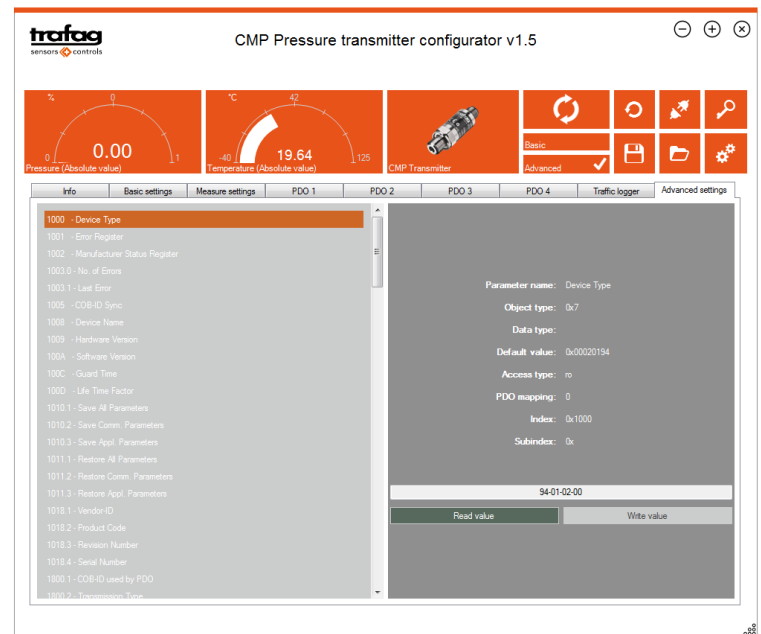 trafag
sensors controls
CMP Pressure transmitter configurator v1.5
%
0
0
1
0.00
Pressure (Absolute value)
°C
42
-40
125
19.64
Temperature (Absolute value)
CMP Transmitter
Basic
Advanced
Info
Basic settings
Measure settings
PDO 1
PDO 2
PDO 3
PDO 4
Traffic logger
Advanced settings
1000 - Device Type
1001 - Error Register
1002 - Manufacturer Status Register
1003.0 - No. of Errors
1003.1 - Last Error
1005 - COB-ID Sync
1008 - Device Name
1009 - Hardware Version
100A - Software Version
100C - Guard Time
100D - Life Time Factor
1010.1 - Save All Parameters
1010.2 - Save Comm. Parameters
1010.3 - Save Appl. Parameters
1011.1 - Restore All Parameters
1011.2 - Restore Comm. Parameters
1011.3 - Restore Appl. Parameters
1018.1 - Vendor-ID
1018.2 - Product Code
1018.3 - Revision Number
1018.4 - Serial Number
1800.1 - COB-ID used by PDO
1800.2 - Transmission Type
Parameter name: Device Type
Object type: 0x7
Data type:
Default value: 0x00020194
Access type: ro
PDO mapping: 0
Index: 0x1000
Subindex: 0x
94-01-02-00
Read value
Write value